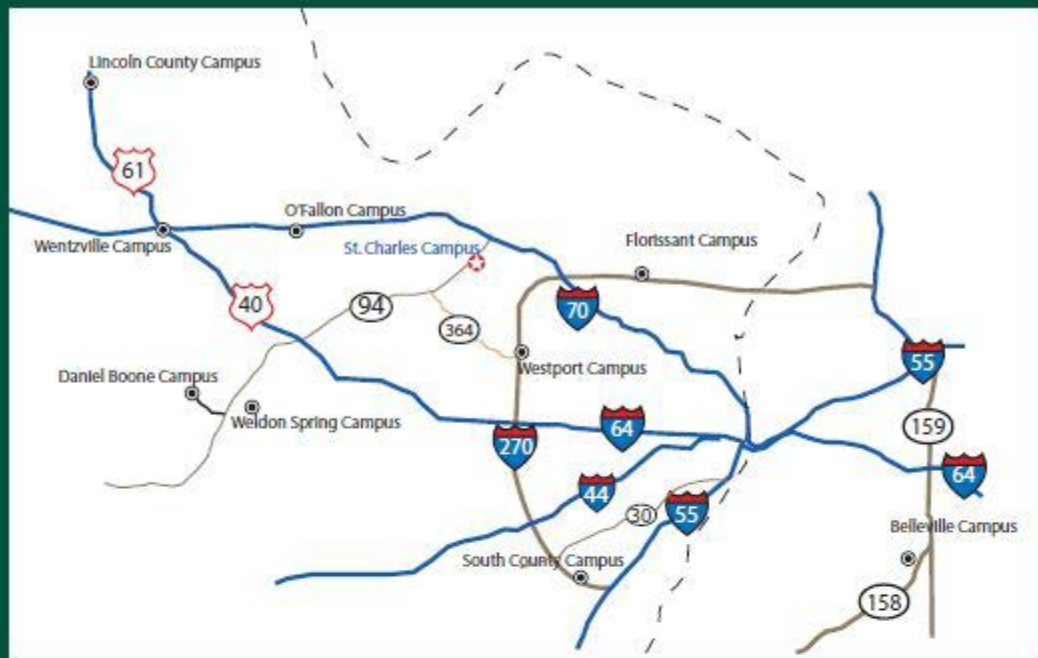 Lincoln County Campus
61
O'Fallon Campus
Wentzville Campus
St. Charles Campus
Florissant Campus
40
94
70
364
55
Westport Campus
Daniel Boone Campus
Weldon Spring Campus
64
159
270
64
44
30
55
Belleville Campus
South County Campus
158